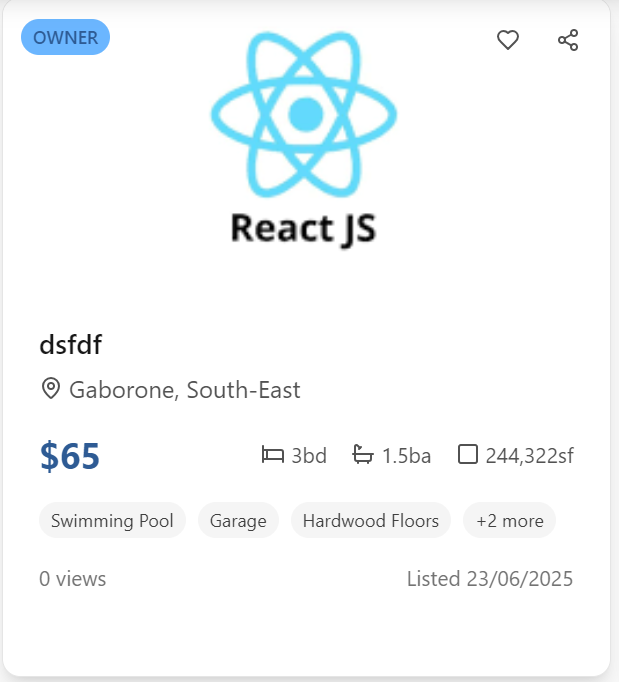 OWNER
React JS
dsfdf
Gaborone, South-East
$65 3bd 1.5ba 244,322sf
Swimming Pool Garage Hardwood Floors +2 more
0 views Listed 23/06/2025